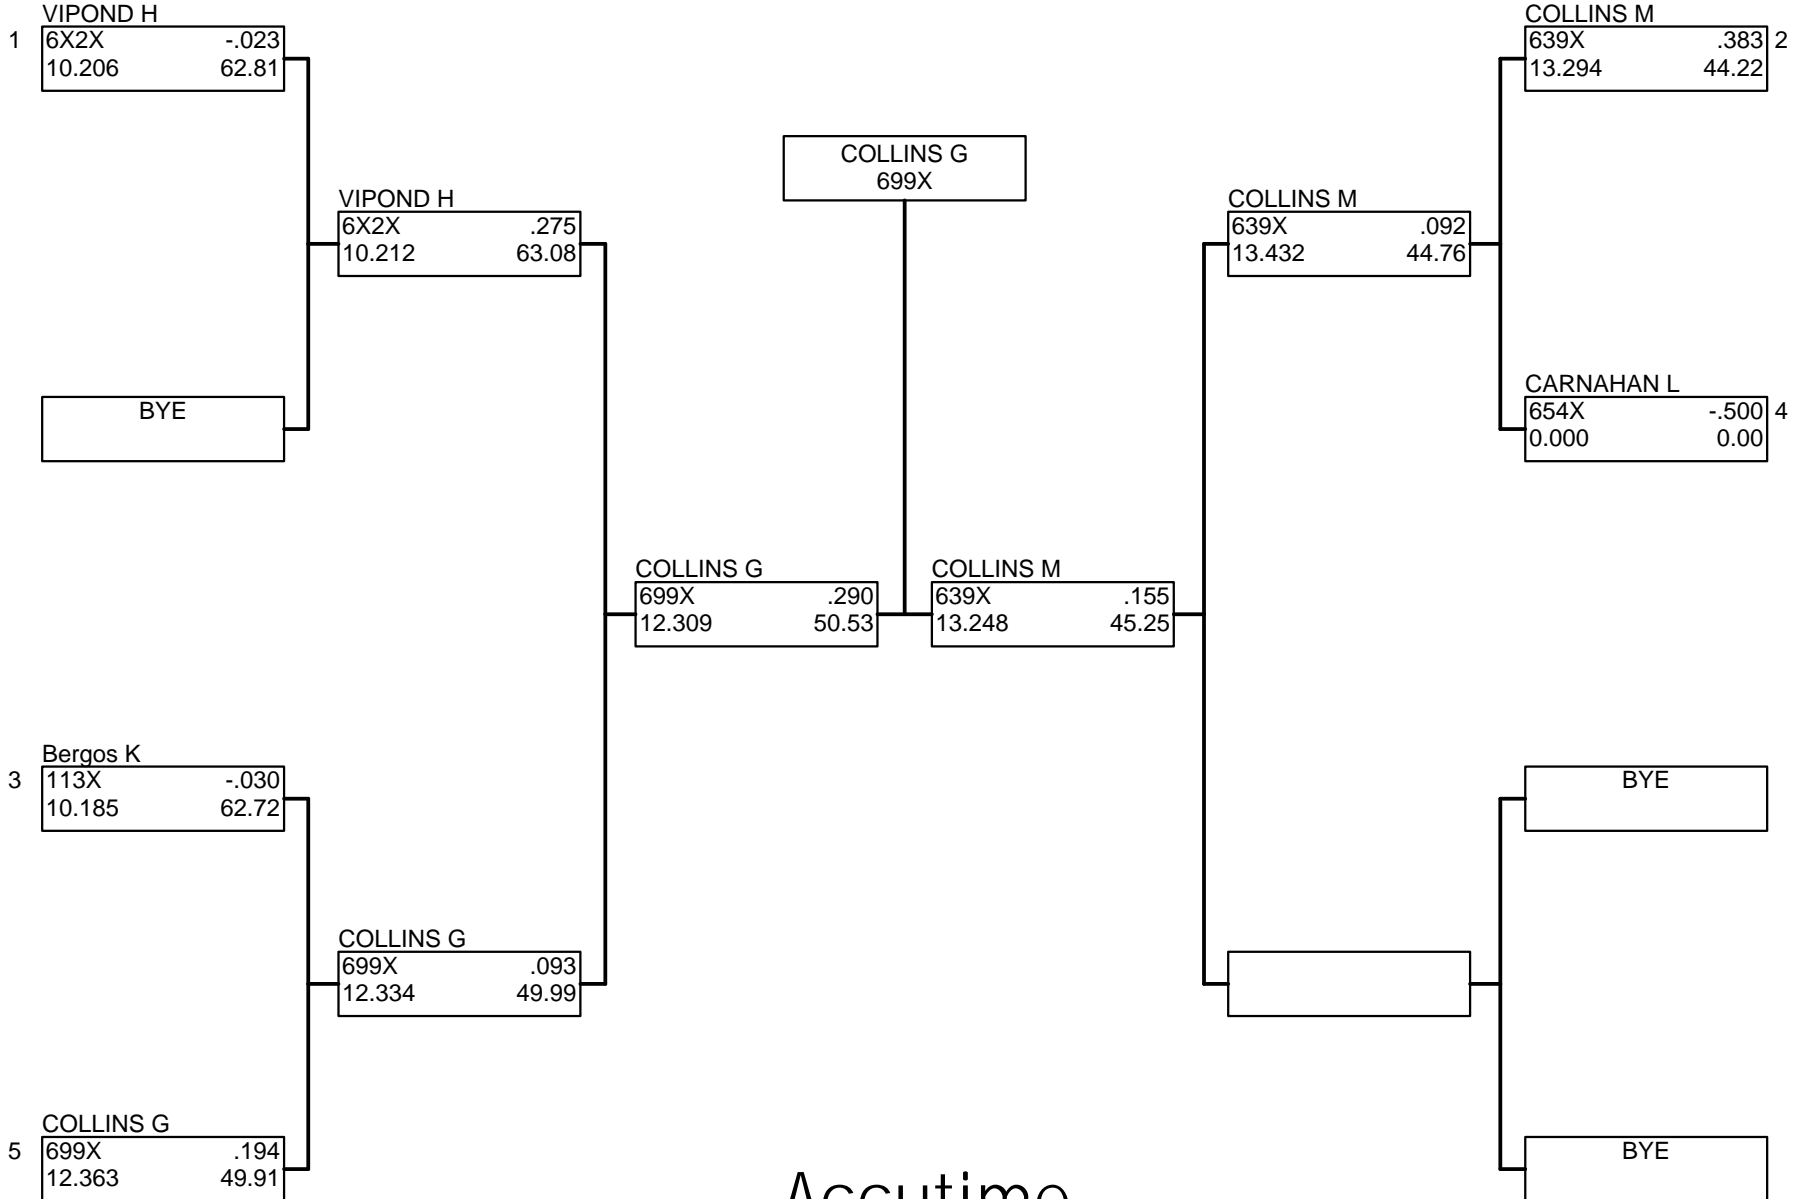 VIPOND H
1 6X2X -.023
10.206 62.81
BYE
VIPOND H
6X2X .275
10.212 63.08
Bergos K
3 113X -.030
10.185 62.72
COLLINS G
699X .093
12.334 49.99
COLLINS G
5 699X .194
12.363 49.91
COLLINS G
699X .290
12.309 50.53
COLLINS G
699X
COLLINS M
639X .155
13.248 45.25
COLLINS M
639X .092
13.432 44.76
COLLINS M
639X .383 2
13.294 44.22
CARNAHAN L
654X -.500 4
0.000 0.00
BYE
BYE
Accutime